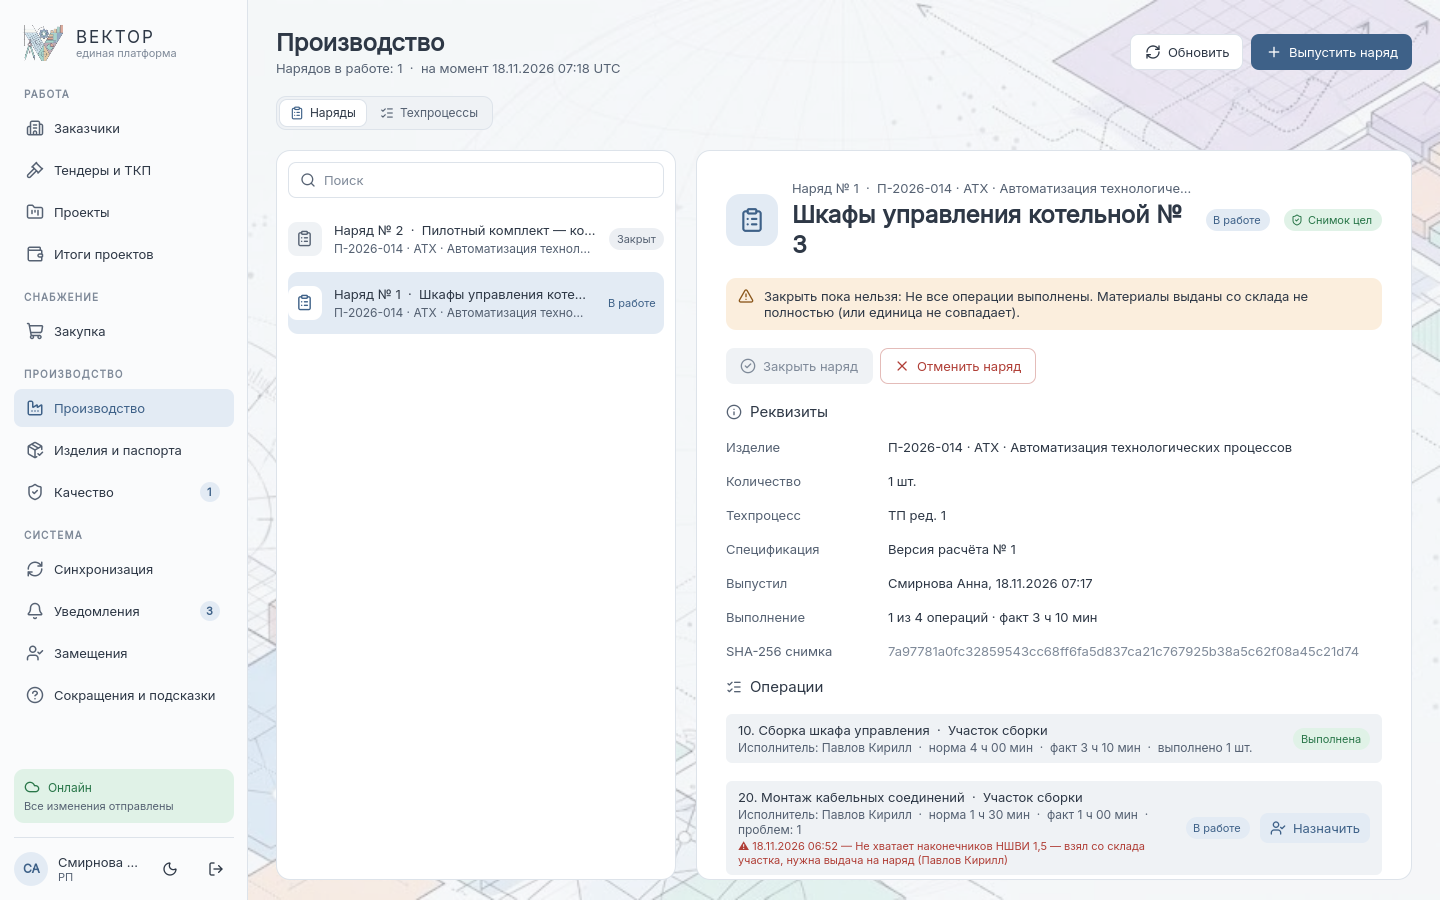 ВЕКТОР
единая платформа
РАБОТА
Заказчики
Тендеры и ТКП
Проекты
Итоги проектов
СНАБЖЕНИЕ
Закупка
ПРОИЗВОДСТВО
Производство
Изделия и паспорта
Качество 1
СИСТЕМА
Синхронизация
Уведомления 3
Замещения
Сокращения и подсказки
Онлайн
Все изменения отправлены
СА
Смирнова ...
РП
Производство
Нарядов в работе: 1 · на момент 18.11.2026 07:18 UTC
Обновить
Выпустить наряд
Наряды
Техпроцессы
Поиск
Наряд № 2 · Пилотный комплект — ко...
П-2026-014 · АТХ · Автоматизация технол...
Закрыт
Наряд № 1 · Шкафы управления коте...
П-2026-014 · АТХ · Автоматизация техно...
В работе
Наряд № 1 · П-2026-014 · АТХ · Автоматизация технологиче...
Шкафы управления котельной №
3
В работе
Снимок цел
Закрыть пока нельзя: Не все операции выполнены. Материалы выданы со склада не
полностью (или единица не совпадает).
Закрыть наряд
Отменить наряд
Реквизиты
Изделие П-2026-014 · АТХ · Автоматизация технологических процессов
Количество 1 шт.
Техпроцесс ТП ред. 1
Спецификация Версия расчёта № 1
Выпустил Смирнова Анна, 18.11.2026 07:17
Выполнение 1 из 4 операций · факт 3 ч 10 мин
SHA-256 снимка 7a97781a0fc32859543cc68ff6fa5d837ca21c767925b38a5c62f08a45c21d74
Операции
10. Сборка шкафа управления · Участок сборки
Исполнитель: Павлов Кирилл · норма 4 ч 00 мин · факт 3 ч 10 мин · выполнено 1 шт.
Выполнена
20. Монтаж кабельных соединений · Участок сборки
Исполнитель: Павлов Кирилл · норма 1 ч 30 мин · факт 1 ч 00 мин ·
проблем: 1
18.11.2026 06:52 — Не хватает наконечников НШВИ 1,5 — взял со склада
участка, нужна выдача на наряд (Павлов Кирилл)
В работе
Назначить